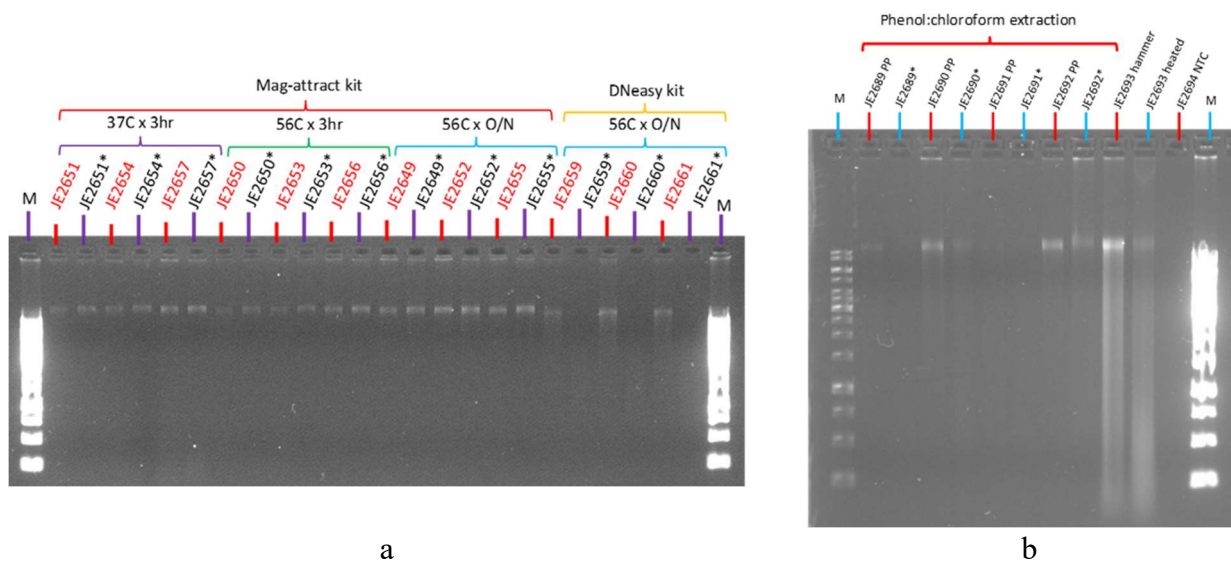 Mag-attract kit
DNeasy kit
37C x 3hr
56C x 3hr
56C x O/N
56C x O/N
M
JE2651
JE2651*
JE2654
JE2654*
JE2657
JE2657*
JE2650
JE2650*
JE2653
JE2653*
JE2656
JE2656*
JE2649
JE2649*
JE2652
JE2652*
JE2655
JE2655*
JE2659
JE2659*
JE2660
JE2660*
JE2661
JE2661*
M
a
Phenol:chloroform extraction
M
JE2689 PP
JE2689*
JE2690 PP
JE2690*
JE2691 PP
JE2691*
JE2692 PP
JE2692*
JE2693 hammer
JE2693 heated
JE2694 NTC
M
b